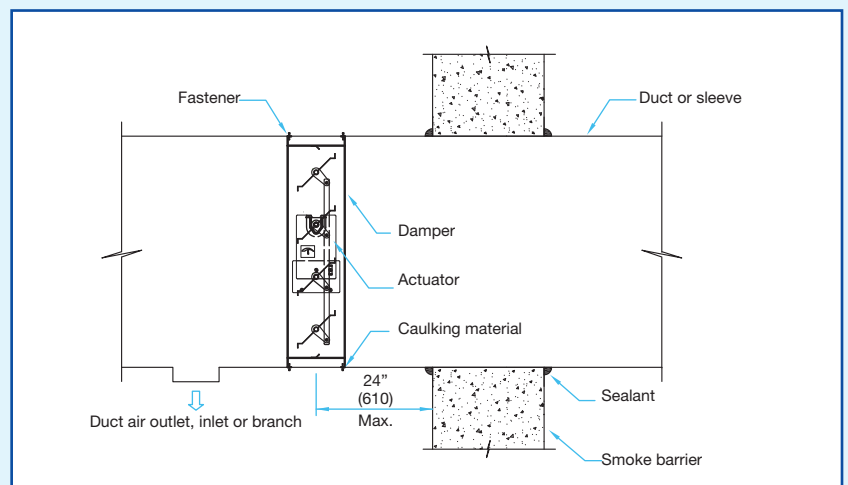 Fastener
Duct or sleeve
Damper
Actuator
Caulking material
24”
(610)
Max.
Sealant
Duct air outlet, inlet or branch
Smoke barrier